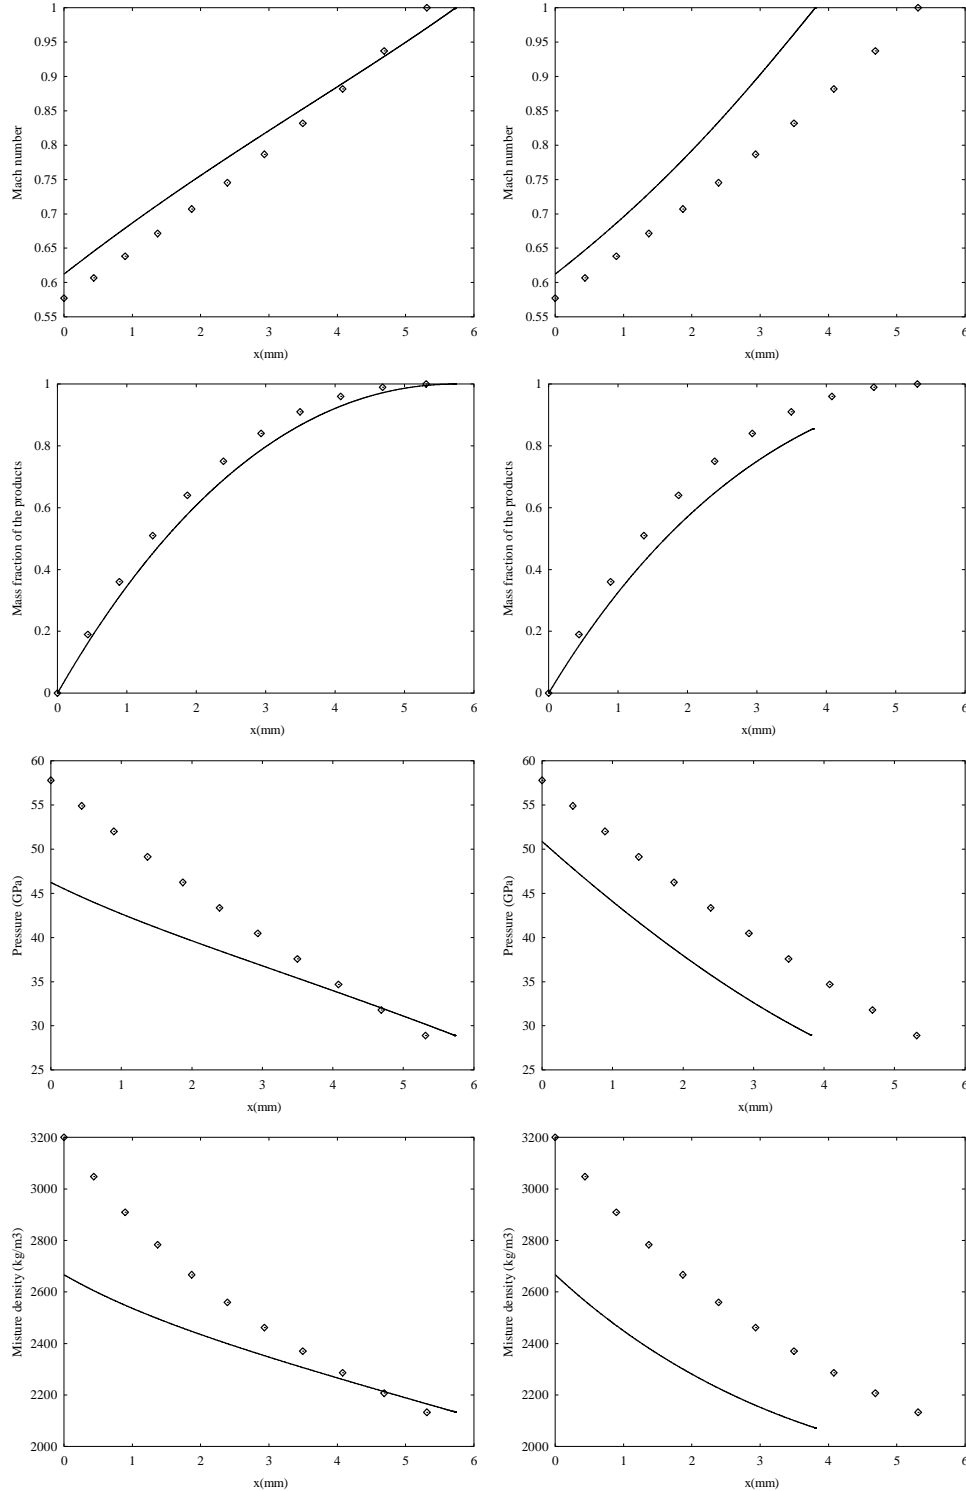 1
0.95
0.9
0.85
0.8
0.75
0.7
0.65
0.6
0.55
Mach number
0 1 2 3 4 5 6
x(mm)
1
0.95
0.9
0.85
0.8
0.75
0.7
0.65
0.6
0.55
Mach number
0 1 2 3 4 5 6
x(mm)
1
0.8
0.6
0.4
0.2
0
Mass fraction of the products
0 1 2 3 4 5 6
x(mm)
1
0.8
0.6
0.4
0.2
0
Mass fraction of the products
0 1 2 3 4 5 6
x(mm)
60
55
50
45
40
35
30
25
Pressure (GPa)
0 1 2 3 4 5 6
x(mm)
60
55
50
45
40
35
30
25
Pressure (GPa)
0 1 2 3 4 5 6
x(mm)
3200
3000
2800
2600
2400
2200
2000
Misture density (kg/m3)
0 1 2 3 4 5 6
x(mm)
3200
3000
2800
2600
2400
2200
2000
Misture density (kg/m3)
0 1 2 3 4 5 6
x(mm)